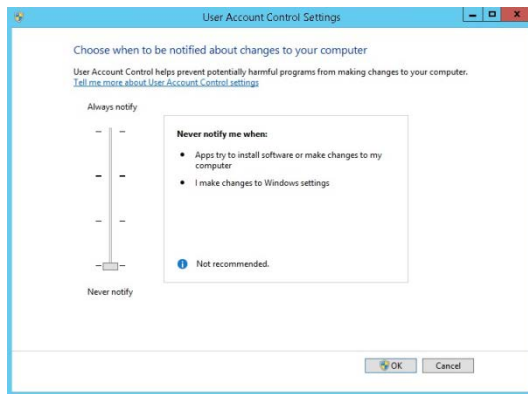 User Account Control Settings
Choose when to be notified about changes to your computer
User Account Control helps prevent potentially harmful programs from making changes to your computer.
Tell me more about User Account Control settings
Always notify
Never notify me when:
• Apps try to install software or make changes to my
computer
• I make changes to Windows settings
Not recommended.
Never notify
OK Cancel